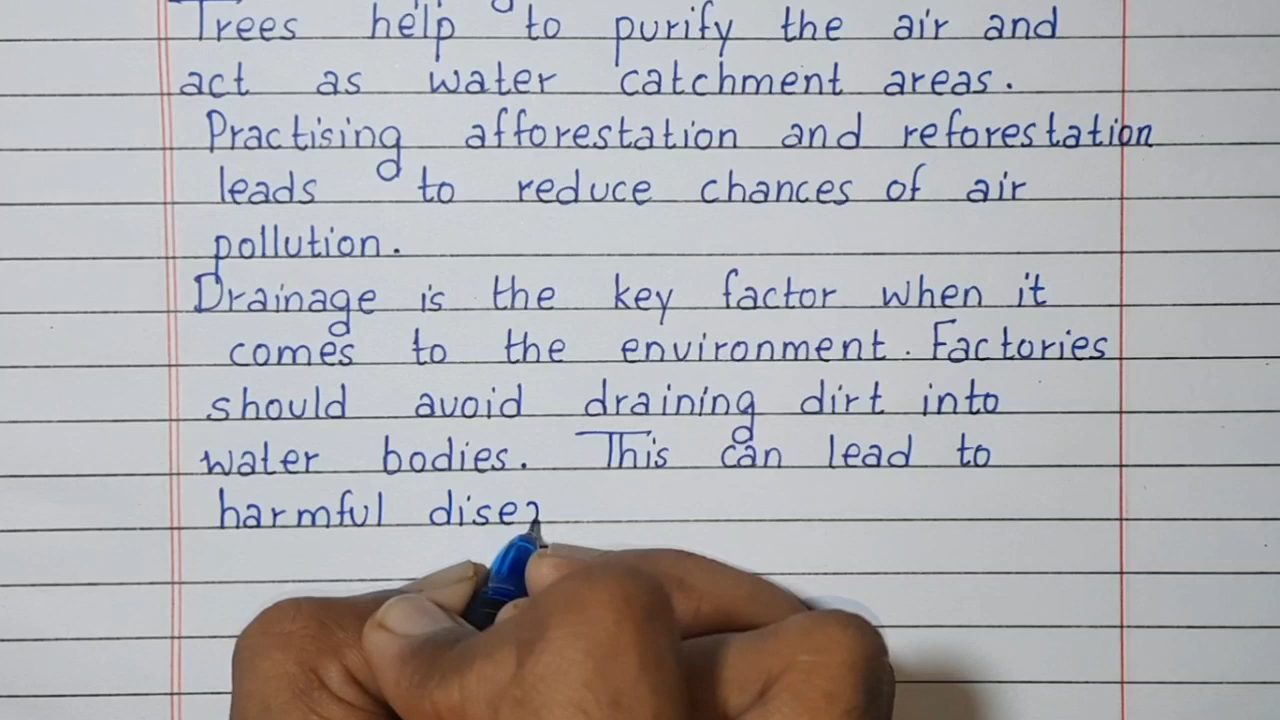 Trees help to purify the air and
act as water catchment areas.
Practising afforestation and reforestation
leads to reduce chances of air
pollution.
Drainage is the key factor when it
comes to the environment. Factories
should avoid draining dirt into
water bodies. This can lead to
harmful